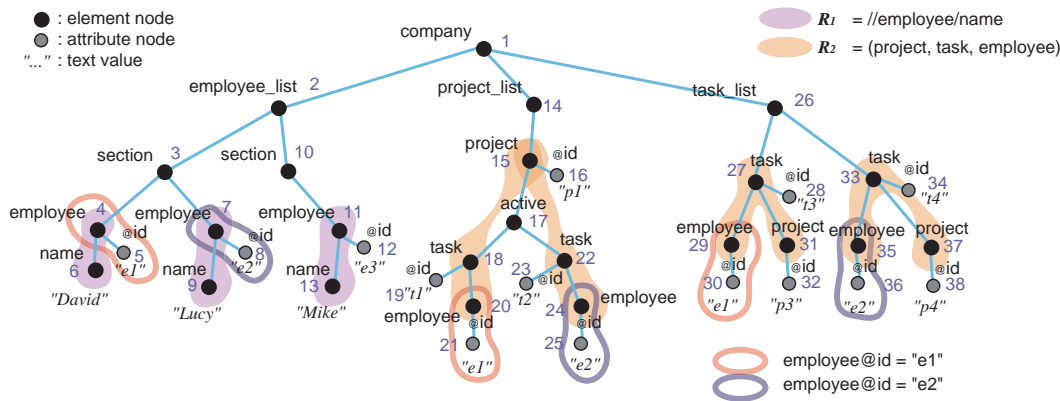 : element node
: attribute node
"..." : text value
R1 = //employee/name
R2 = (project, task, employee)
company 1
employee_list 2
project_list 14
task_list 26
section 3
section 10
project 15
@id 16
"p1"
task 27
@id 28
"t3"
task 33
@id 34
"t4"
employee 4
@id 5
"e1"
name 6
"David"
employee 7
@id 8
"e2"
name 9
"Lucy"
employee 11
@id 12
"e3"
name 13
"Mike"
active 17
task 18
@id
19 "t1"
employee 20
@id
21 "e1"
task 22
23 @id
"t2"
employee 24
@id
25 "e2"
employee 29
@id
30 "e1"
project 31
@id
32 "p3"
employee 35
@id
36 "e2"
project 37
@id
38 "p4"
employee@id = "e1"
employee@id = "e2"